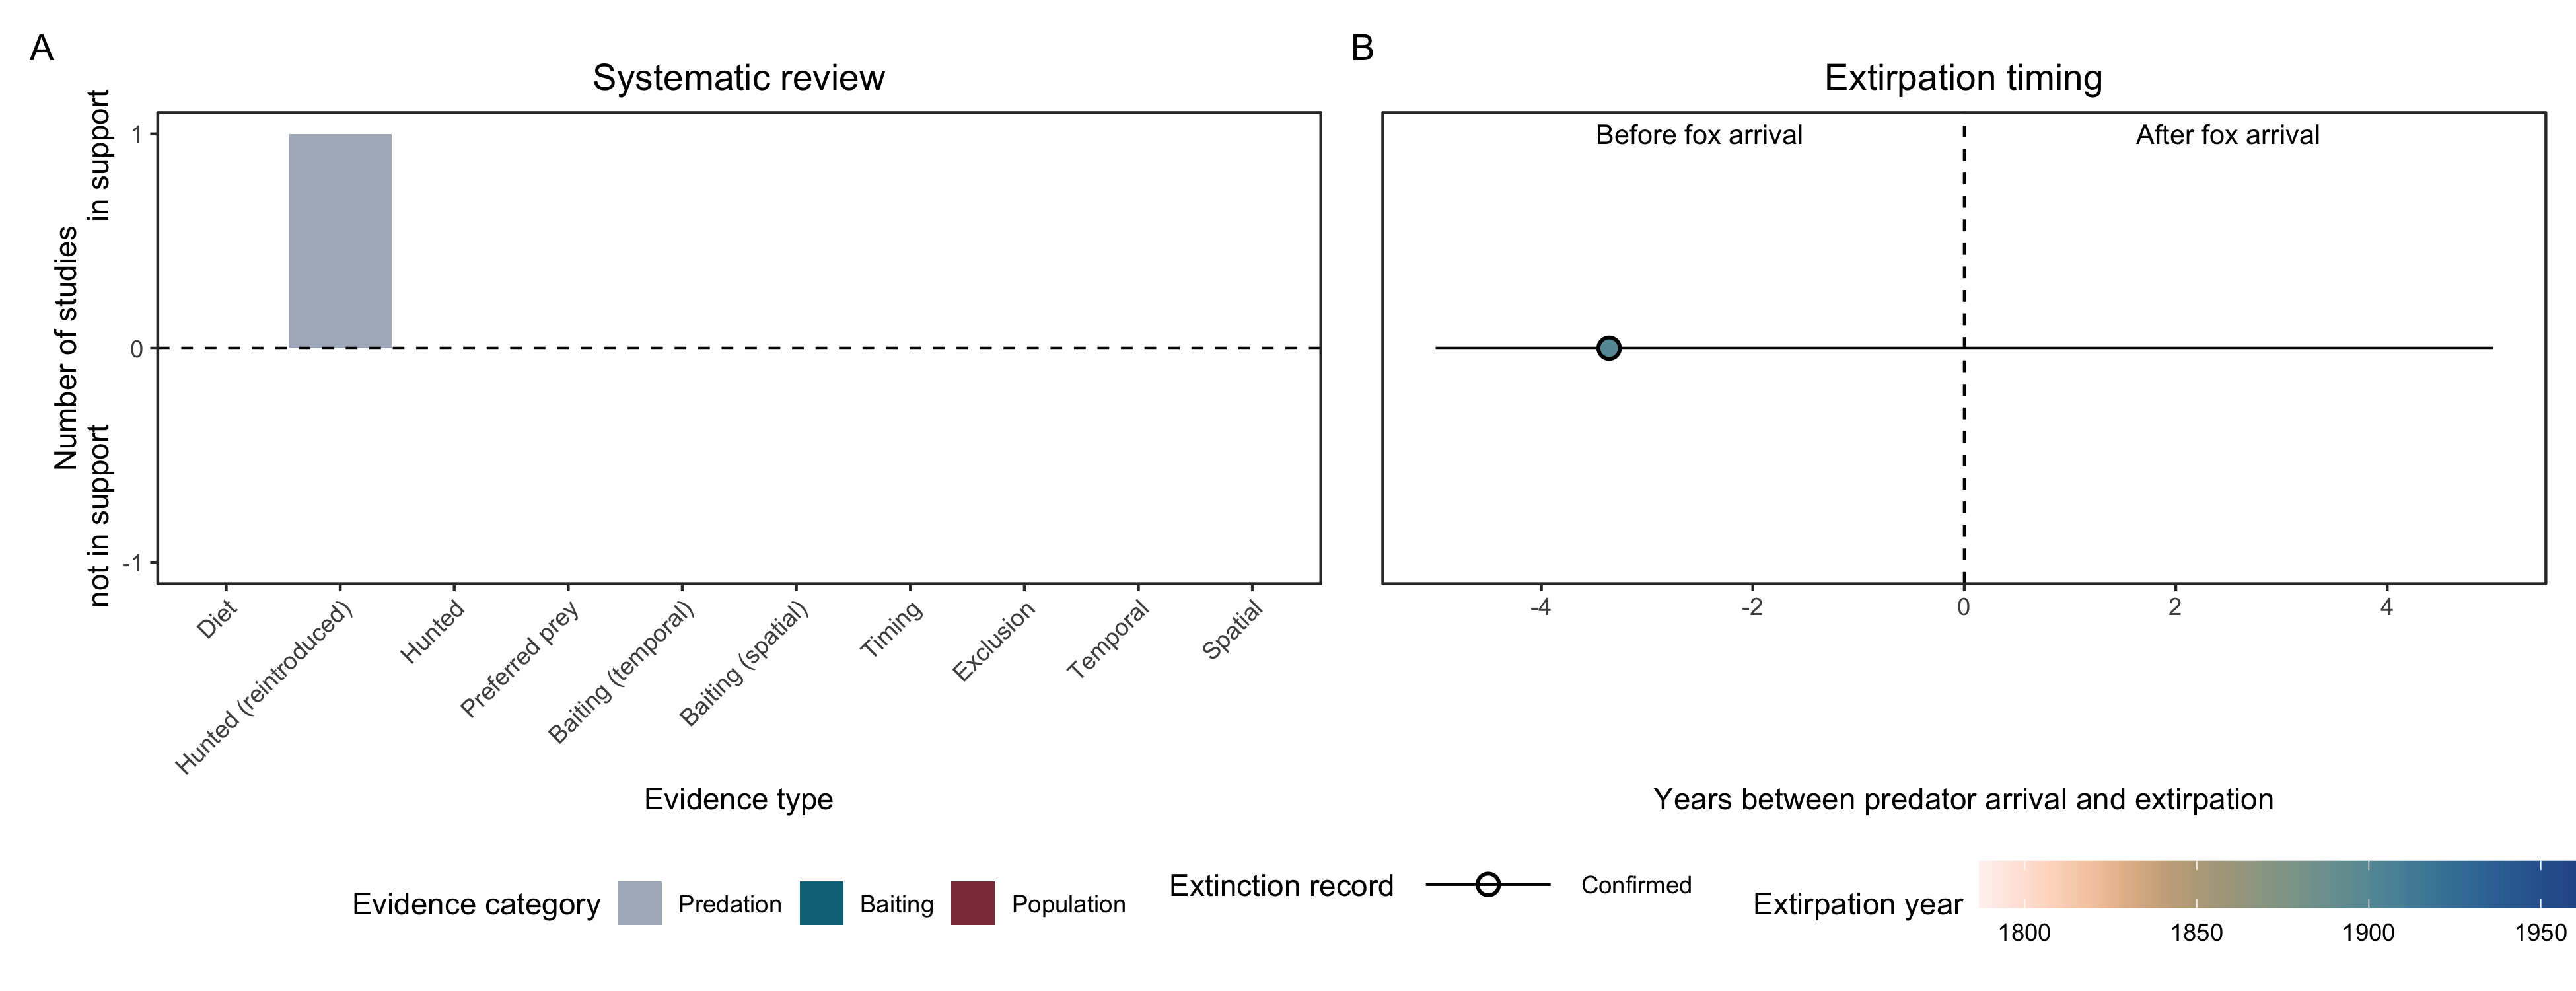 A
Systematic review
Number of studies
not in support in support
1
0
-1
Diet
Hunted (reintroduced)
Hunted
Preferred prey
Baiting (temporal)
Baiting (spatial)
Timing
Exclusion
Temporal
Spatial
Evidence type
B
Extirpation timing
Before fox arrival
After fox arrival
-4 -2 0 2 4
Years between predator arrival and extirpation
Evidence category Predation Baiting Population
Extinction record Confirmed
Extirpation year
1800 1850 1900 1950